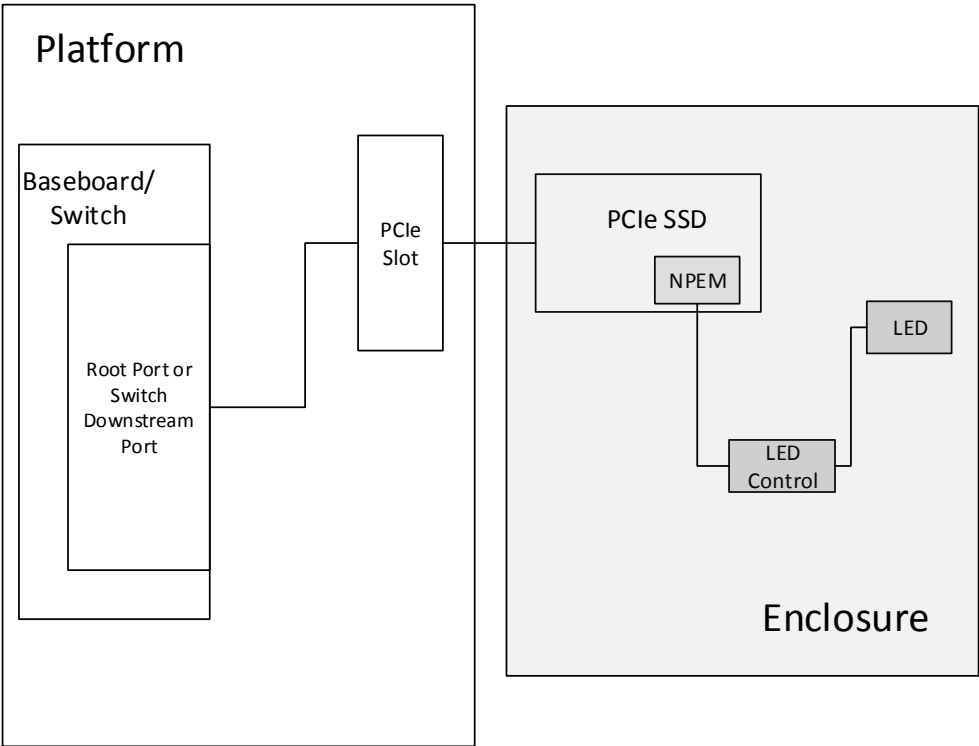 Platform
Baseboard/
Switch
Root Port or
Switch
Downstream
Port
PCIe
Slot
PCIe SSD
NPEM
LED
LED
Control
Enclosure